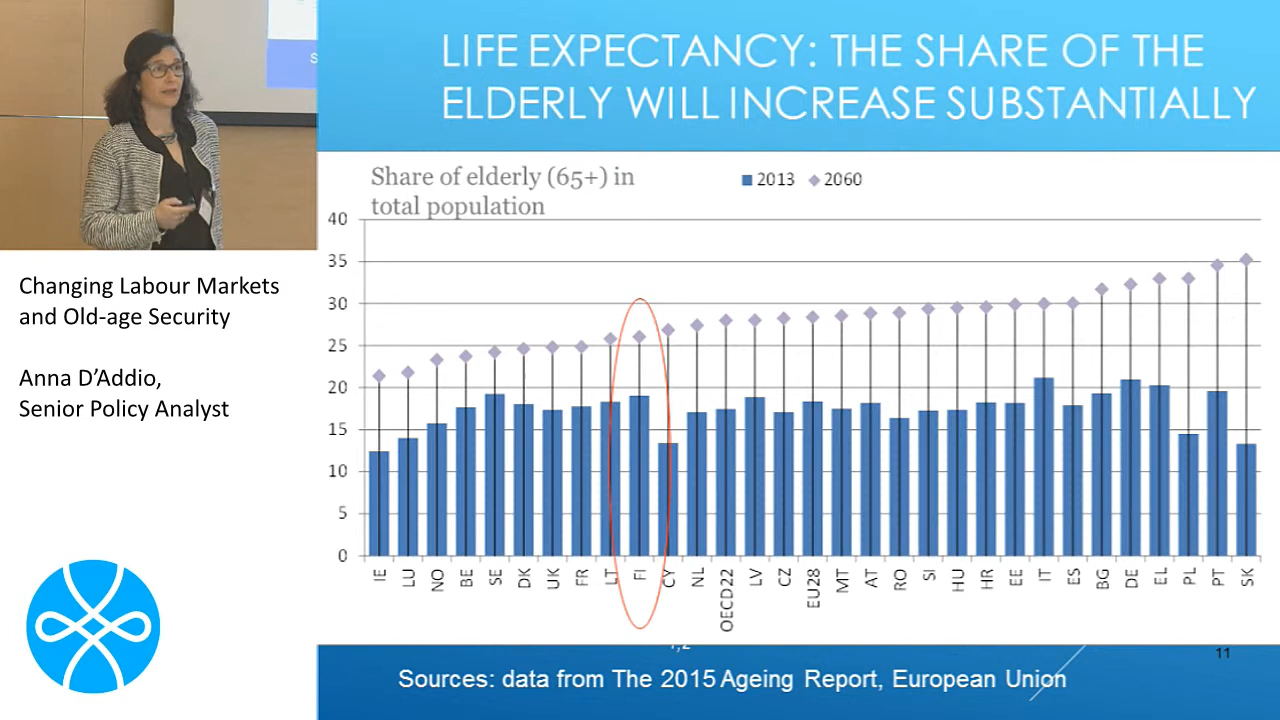 LIFE EXPECTANCY: THE SHARE OF THE
ELDERLY WILL INCREASE SUBSTANTIALLY
Share of elderly (65+) in
total population
2013
2060
40
35
30
25
20
15
10
5
0
IE
LU
NO
BE
SE
DK
UK
FR
LT
FI
CY
NL
OECD22
LV
CZ
EU28
MT
AT
RO
SI
HU
HR
EE
IT
ES
BG
DE
EL
PL
PT
SK
11
Sources: data from The 2015 Ageing Report, European Union
Changing Labour Markets
and Old-age Security
Anna D’Addio,
Senior Policy Analyst